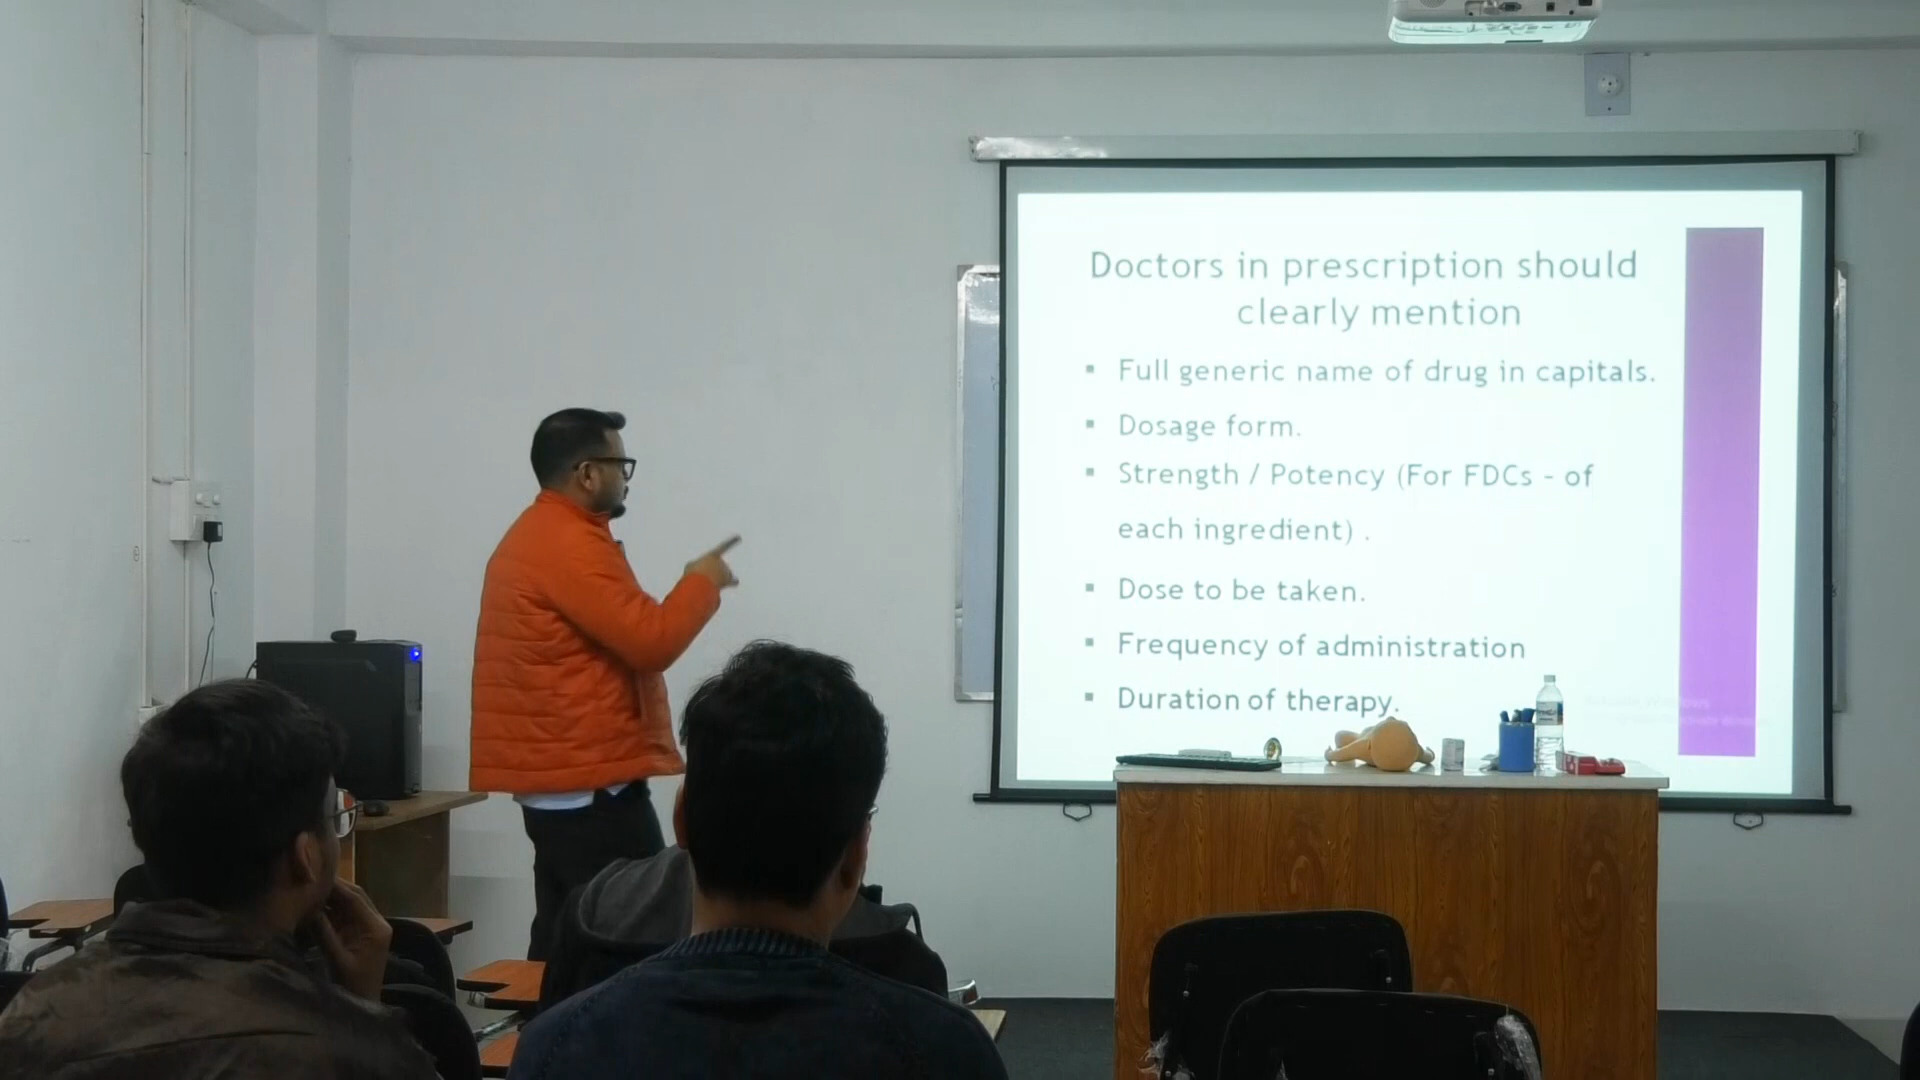 Doctors in prescription should
clearly mention
▪ Full generic name of drug in capitals.
▪ Dosage form.
▪ Strength / Potency (For FDCs - of
each ingredient) .
▪ Dose to be taken.
▪ Frequency of administration
▪ Duration of therapy.